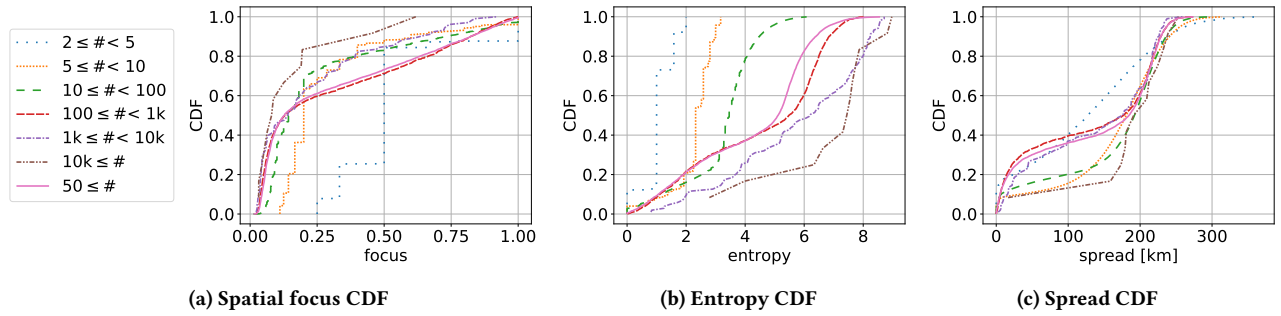 2 ≤ #< 5
5 ≤ #< 10
10 ≤ #< 100
100 ≤ #< 1k
1k ≤ #< 10k
10k ≤ #
50 ≤ #
CDF
1.0
0.8
0.6
0.4
0.2
0.0
0.00 0.25 0.50 0.75 1.00
focus
(a) Spatial focus CDF
CDF
1.0
0.8
0.6
0.4
0.2
0.0
0 2 4 6 8
entropy
(b) Entropy CDF
CDF
1.0
0.8
0.6
0.4
0.2
0.0
0 100 200 300
spread [km]
(c) Spread CDF